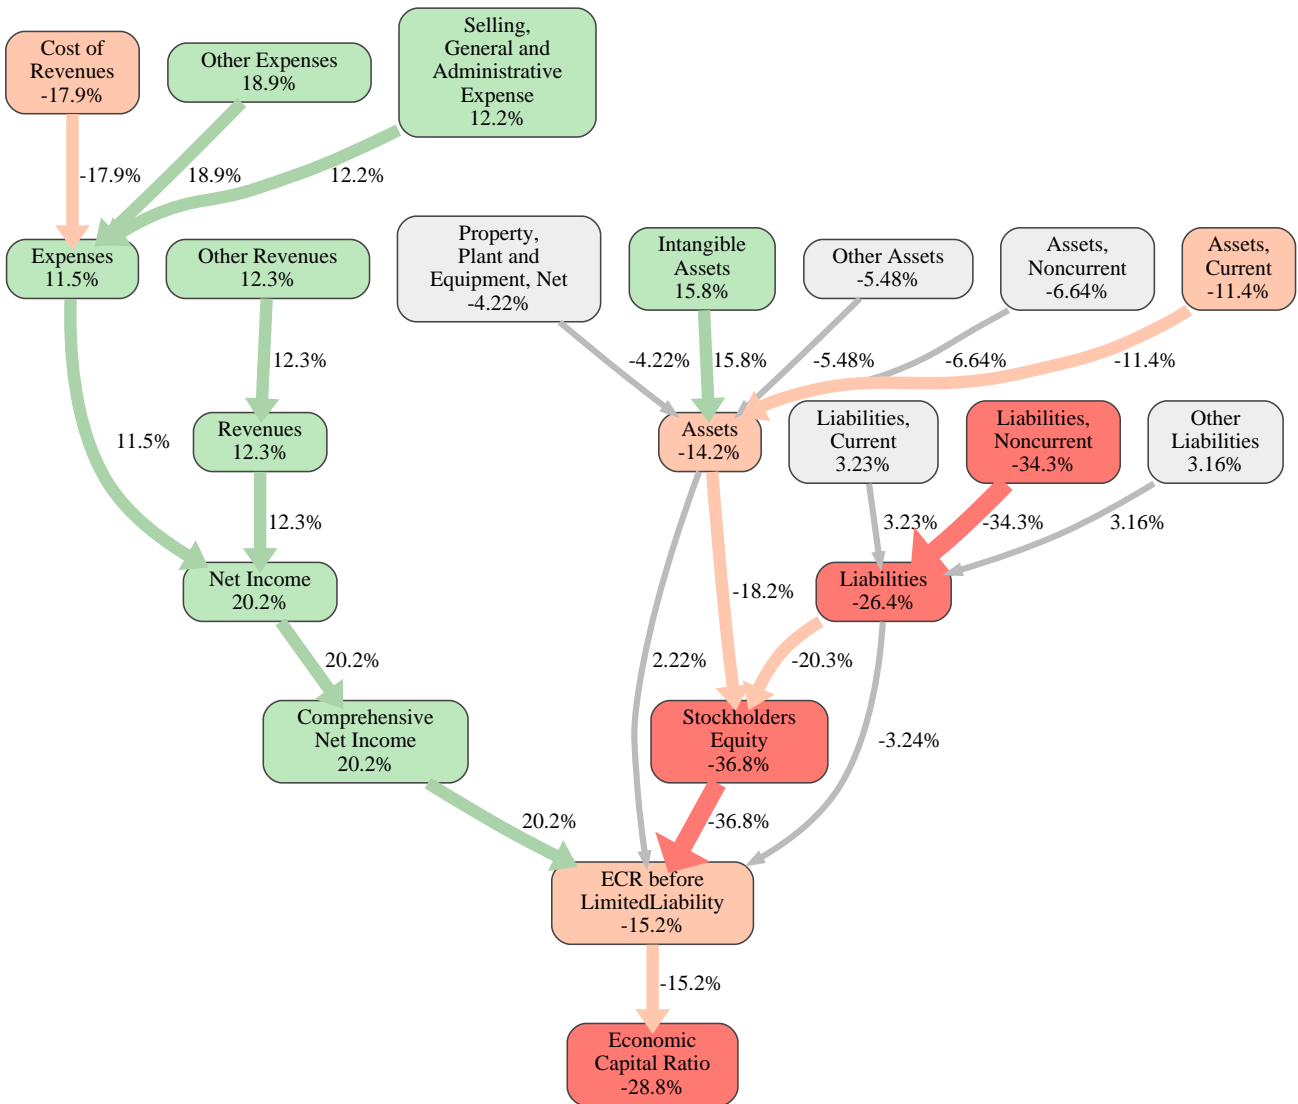 Cost of
Revenues
-17.9%
Other Expenses
18.9%
Selling,
General and
Administrative
Expense
12.2%
-17.9%
18.9%
12.2%
Expenses
11.5%
Other Revenues
12.3%
Property,
Plant and
Equipment, Net
-4.22%
Intangible
Assets
15.8%
Other Assets
-5.48%
Assets,
Noncurrent
-6.64%
Assets,
Current
-11.4%
12.3%
-4.22%
15.8%
-5.48%
-6.64%
-11.4%
11.5%
Revenues
12.3%
Assets
-14.2%
Liabilities,
Current
3.23%
Liabilities,
Noncurrent
-34.3%
Other
Liabilities
3.16%
12.3%
3.23%
-34.3%
3.16%
Net Income
20.2%
-18.2%
Liabilities
-26.4%
20.2%
2.22%
-20.3%
Comprehensive
Net Income
20.2%
Stockholders
Equity
-36.8%
-3.24%
20.2%
-36.8%
ECR before
LimitedLiability
-15.2%
-15.2%
Economic
Capital Ratio
-28.8%